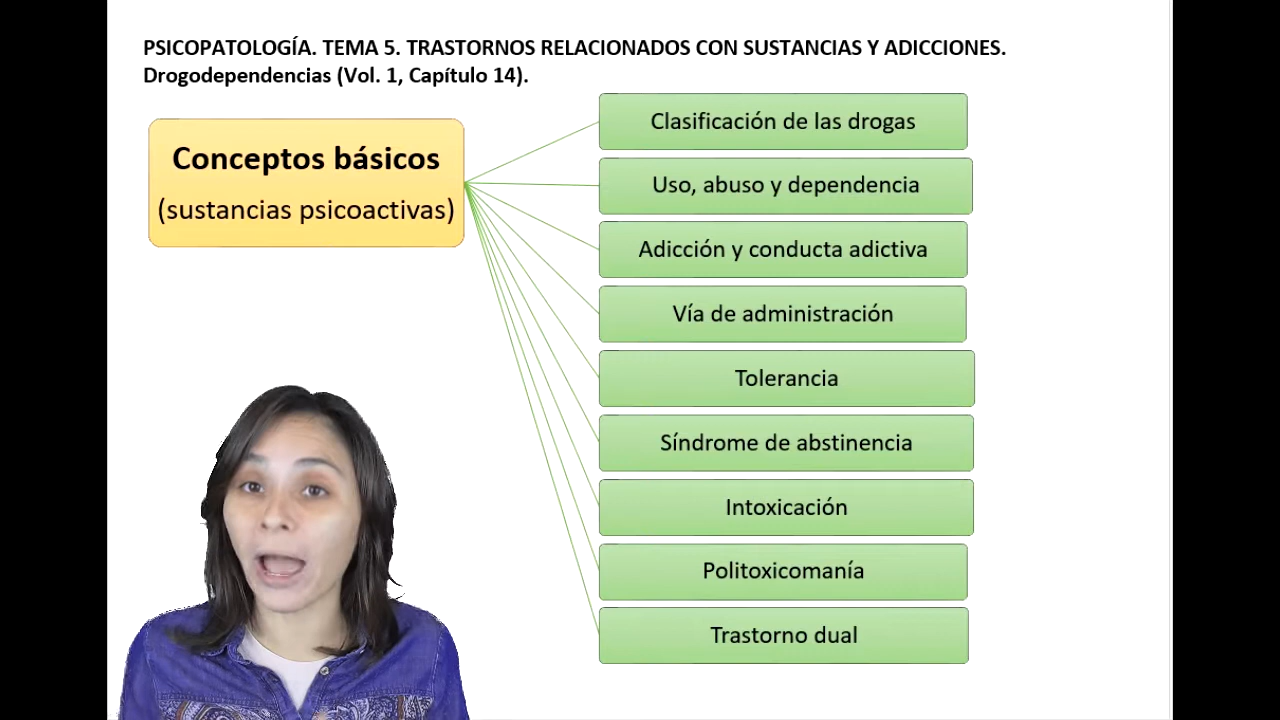 PSICOPATOLOGÍA. TEMA 5. TRASTORNOS RELACIONADOS CON SUSTANCIAS Y ADICCIONES.
Drogodependencias (Vol. 1, Capítulo 14).
Conceptos básicos
(sustancias psicoactivas)
Clasificación de las drogas
Uso, abuso y dependencia
Adicción y conducta adictiva
Vía de administración
Tolerancia
Síndrome de abstinencia
Intoxicación
Politoxicomanía
Trastorno dual